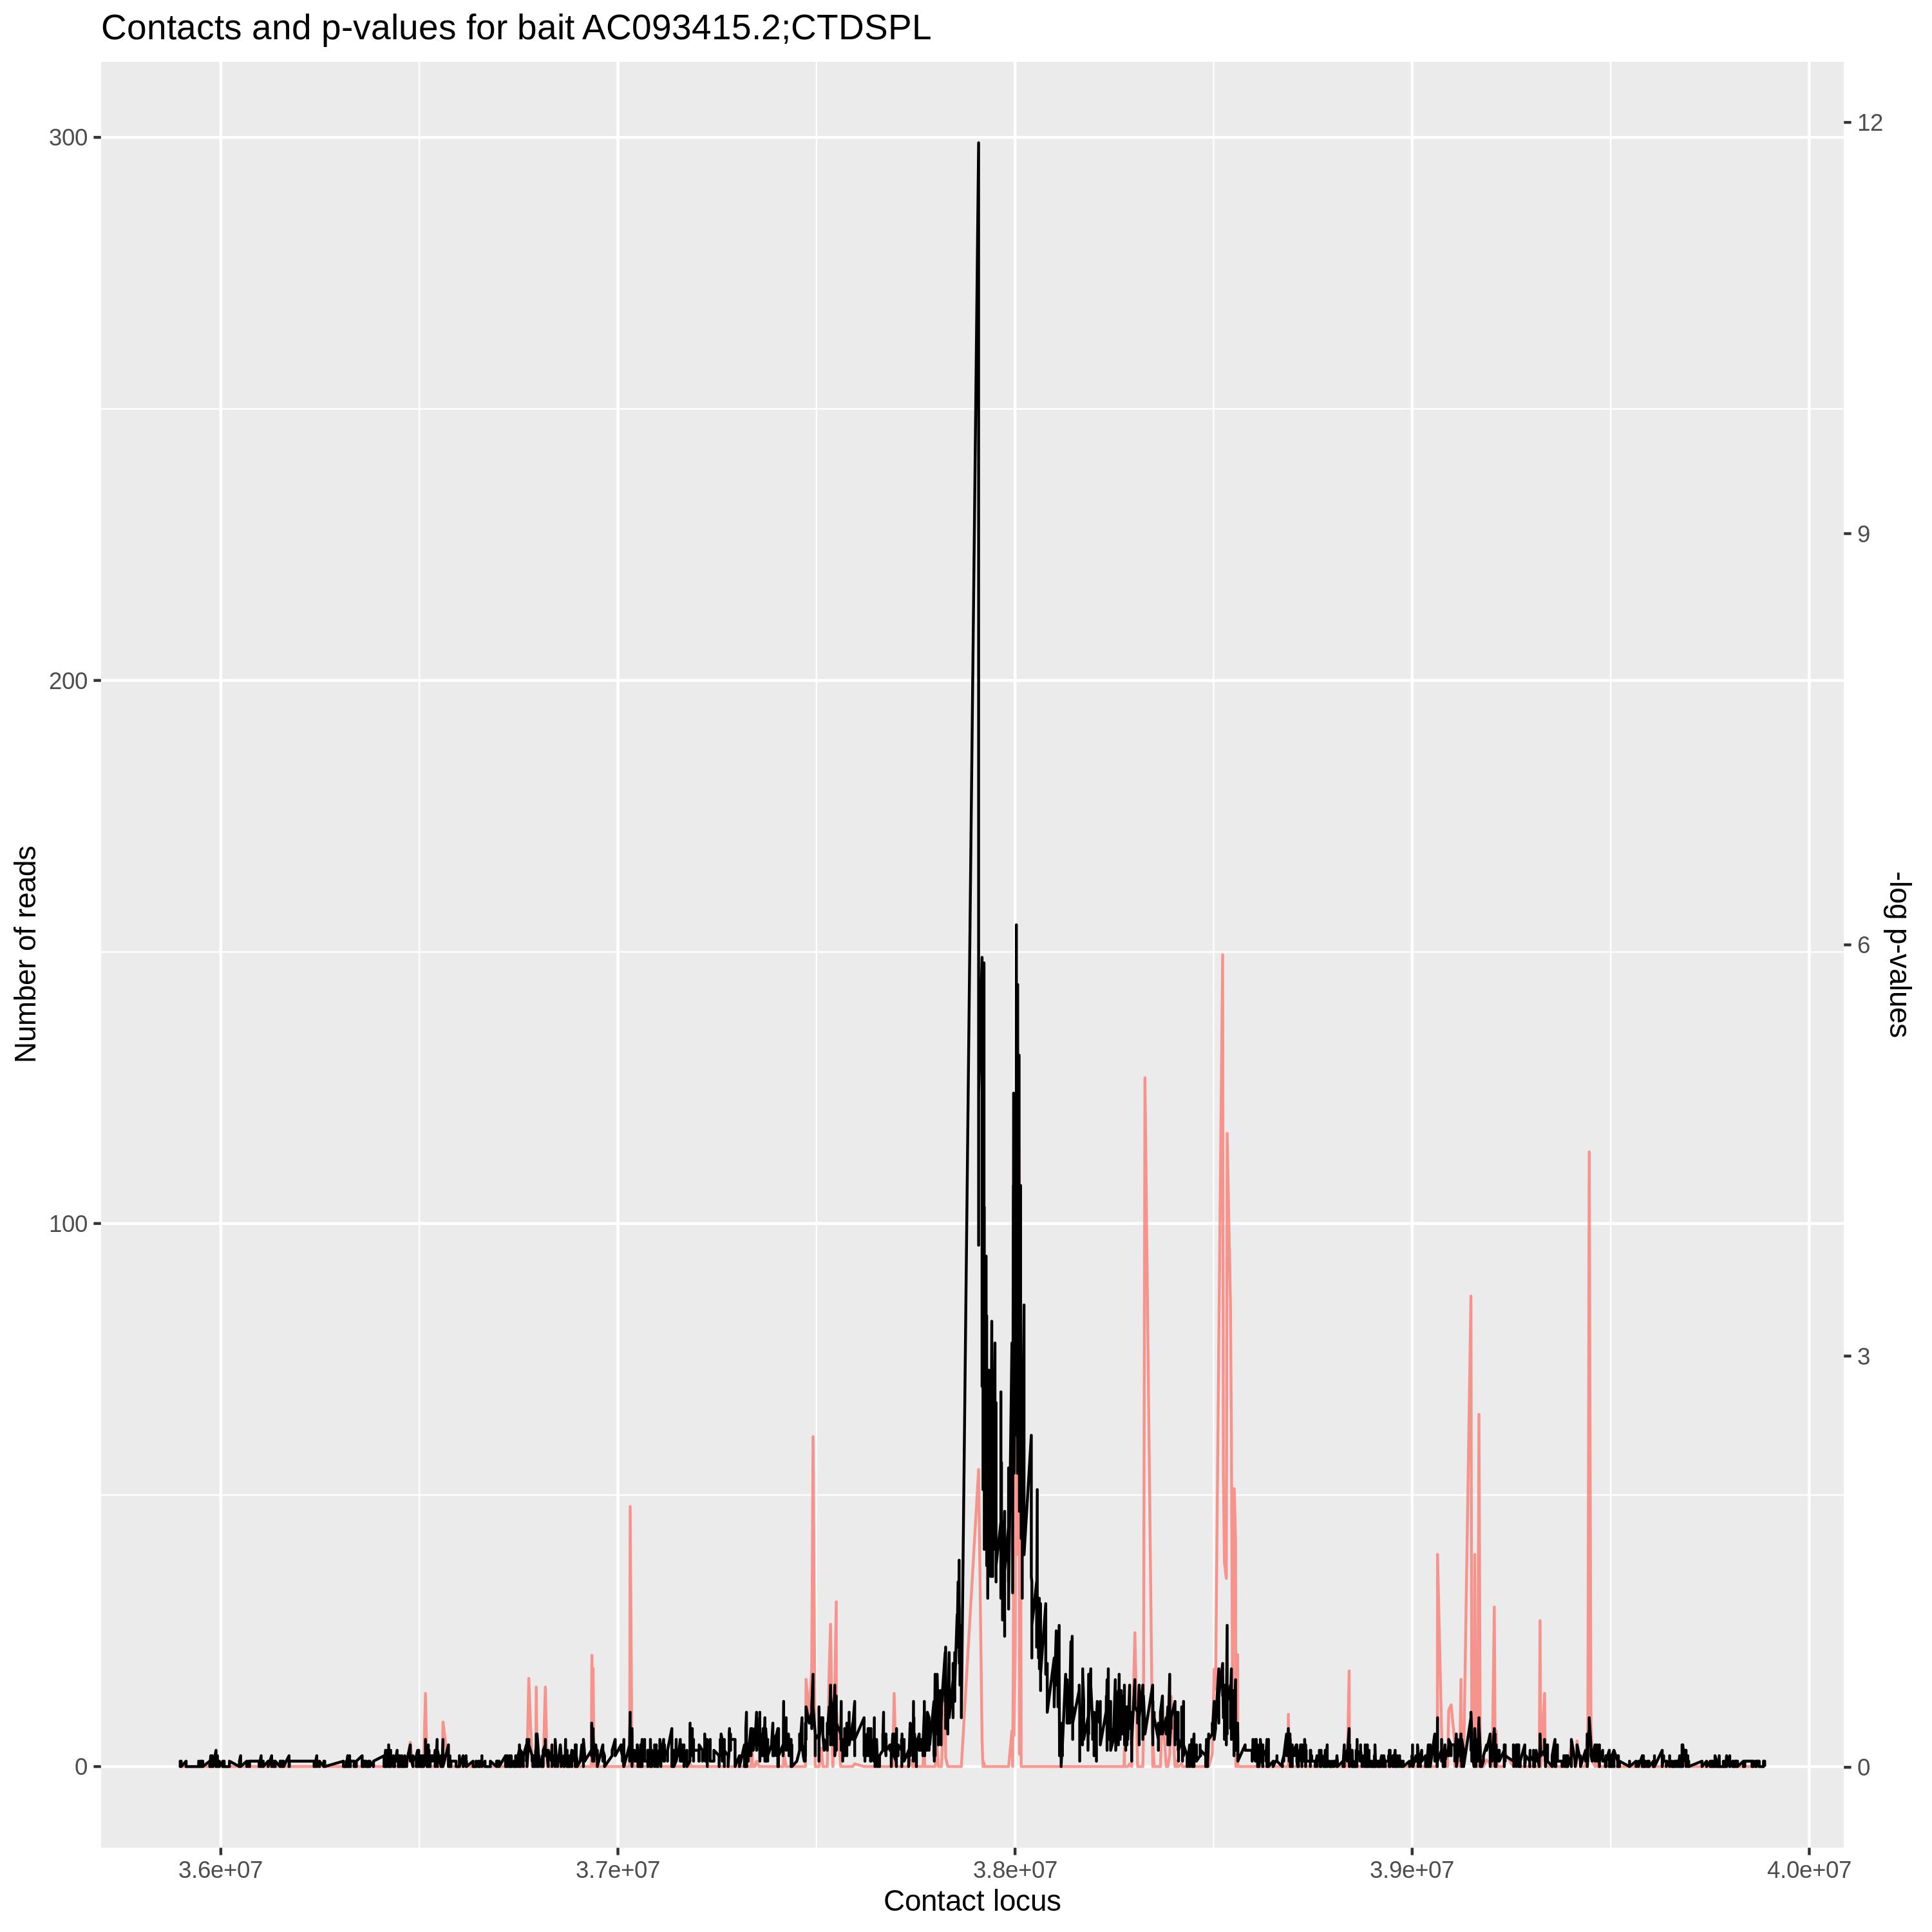 Contacts and p-values for bait AC093415.2;CTDSPL
Number of reads
300
200
100
0
12
9
6
3
0
-log p-values
3.6e+07
3.7e+07
3.8e+07
3.9e+07
4.0e+07
Contact locus